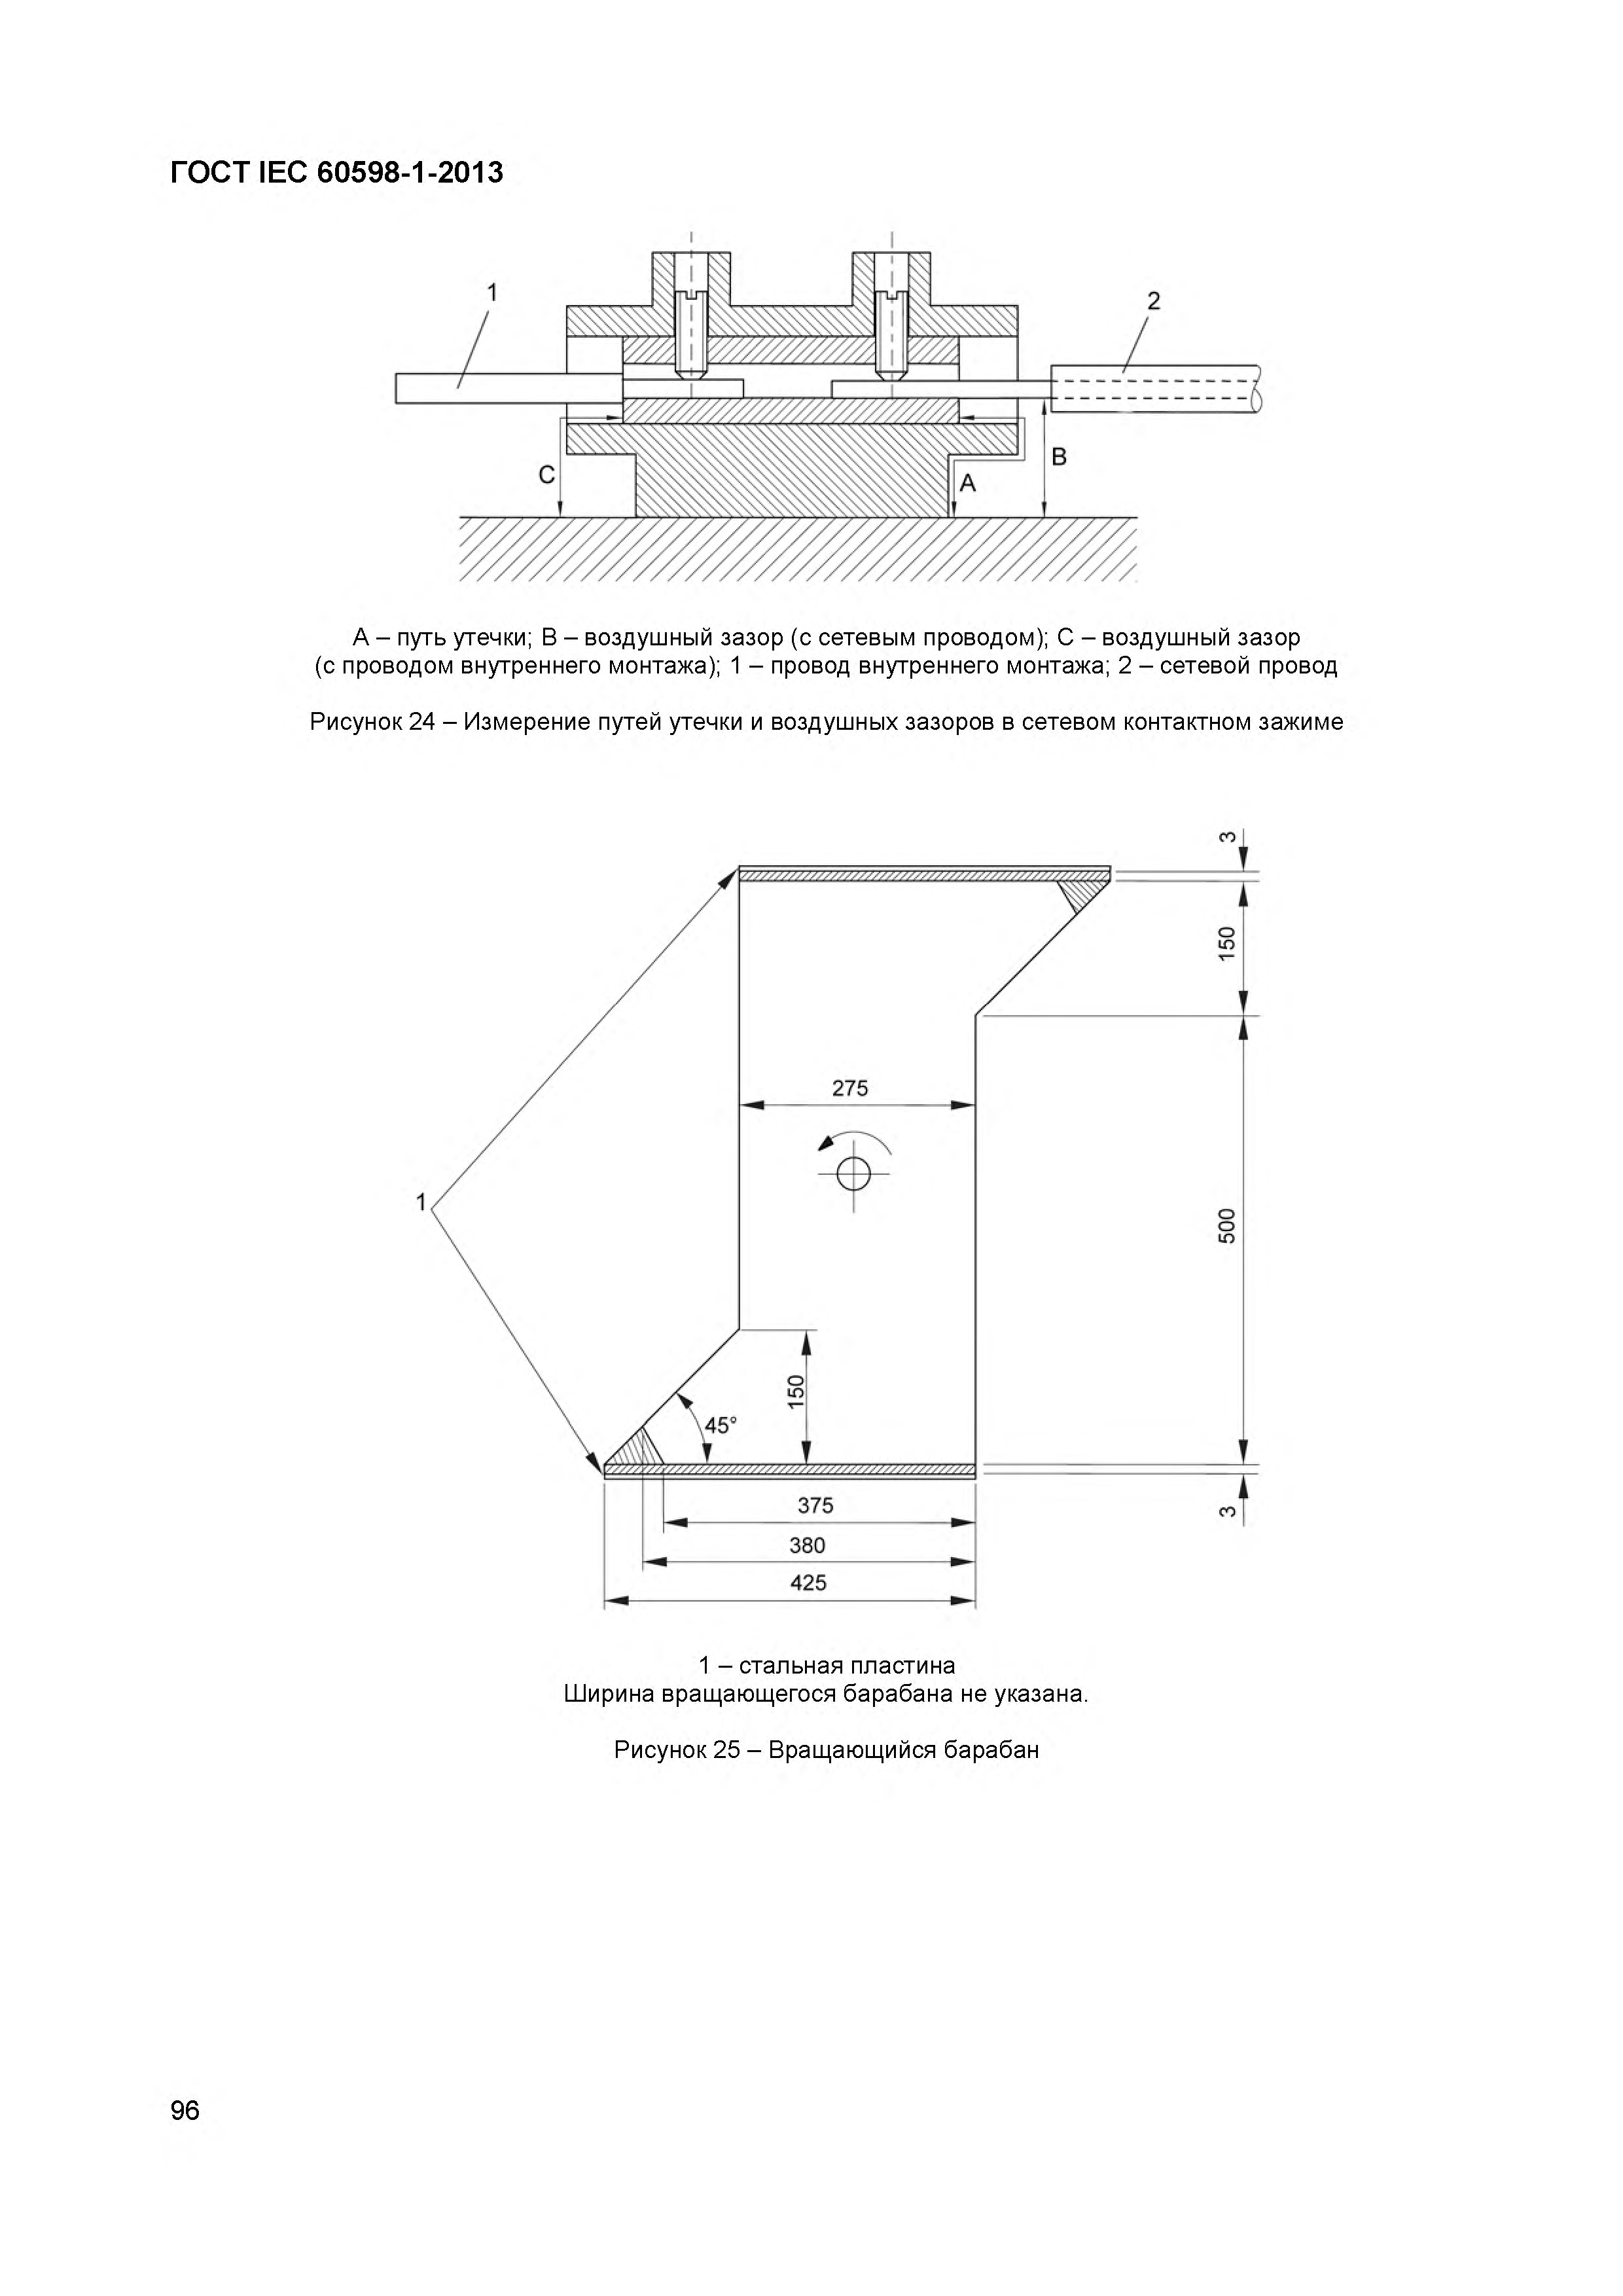 ГОСТ IEC 60598-1-2013
1
2
C
A
B
А – путь утечки; В – воздушный зазор (с сетевым проводом); С – воздушный зазор
(с проводом внутреннего монтажа); 1 – провод внутреннего монтажа; 2 – сетевой провод
Рисунок 24 – Измерение путей утечки и воздушных зазоров в сетевом контактном зажиме
3
150
275
1
500
150
45°
375
3
380
425
1 – стальная пластина
Ширина вращающегося барабана не указана.
Рисунок 25 – Вращающийся барабан
96